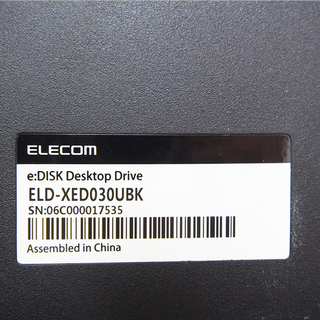 ELECOM
e:DISK Desktop Drive
ELD-XED030UBK
SN:06C000017535
Assembled in China